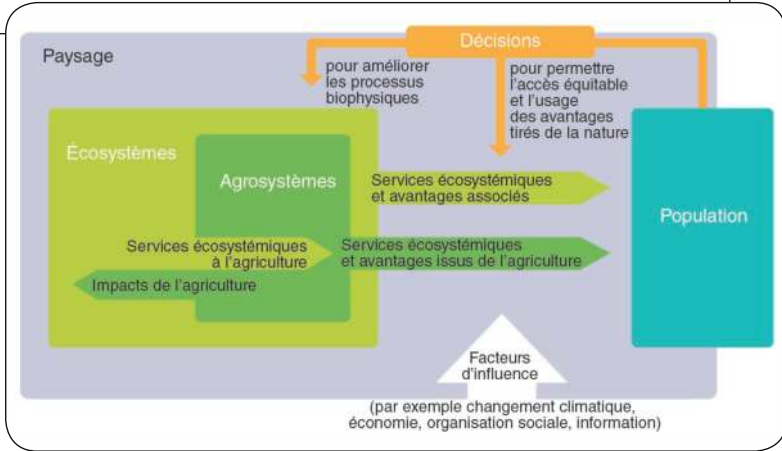 Paysage
Décisions
pour améliorer
les processus
biophysiques
pour permettre
l'accès équitable
et l'usage
des avantages
tirés de la nature
Écosystèmes
Agrosystèmes
Services écosystémiques
et avantages associés
Population
Services écosystémiques
à l'agriculture
Services écosystémiques
et avantages issus de l'agriculture
Impacts de l'agriculture
Facteurs
d'influence
(par exemple changement climatique,
économie, organisation sociale, information)